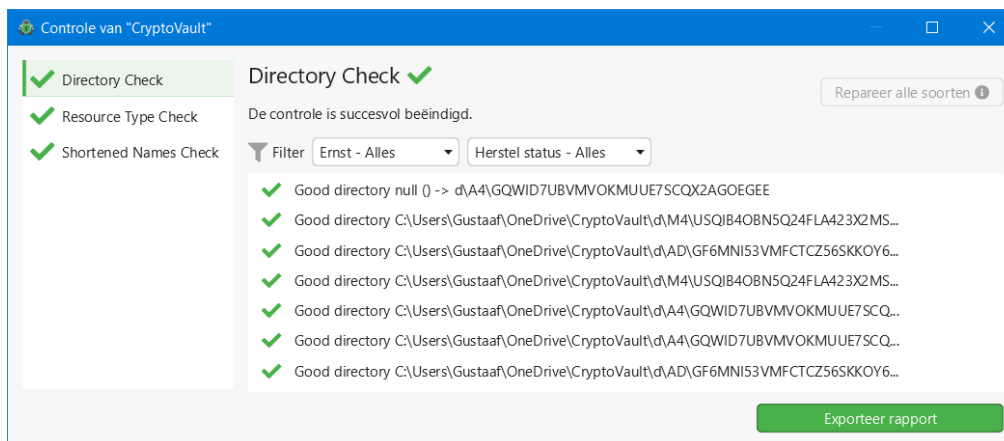 Controle van "CryptoVault"
Directory Check
Resource Type Check
Shortened Names Check
Directory Check
Repareer alle soorten
De controle is succesvol beëindigd.
Filter
Ernst - Alles
Herstel status - Alles
Good directory null () -> d\A4\GQWID7UBVMVOKMUUE7SCQX2AGOEGEE
Good directory C:\Users\Gustaaf\OneDrive\CryptoVault\d\M4\USQIB4OBN5Q24FLA423X2MS...
Good directory C:\Users\Gustaaf\OneDrive\CryptoVault\d\AD\GF6MNI53VMFCTCZ56SKKOY6...
Good directory C:\Users\Gustaaf\OneDrive\CryptoVault\d\M4\USQIB4OBN5Q24FLA423X2MS...
Good directory C:\Users\Gustaaf\OneDrive\CryptoVault\d\A4\GQWID7UBVMVOKMUUE7SCQ...
Good directory C:\Users\Gustaaf\OneDrive\CryptoVault\d\A4\GQWID7UBVMVOKMUUE7SCQ...
Good directory C:\Users\Gustaaf\OneDrive\CryptoVault\d\AD\GF6MNI53VMFCTCZ56SKKOY6...
Exporteer rapport